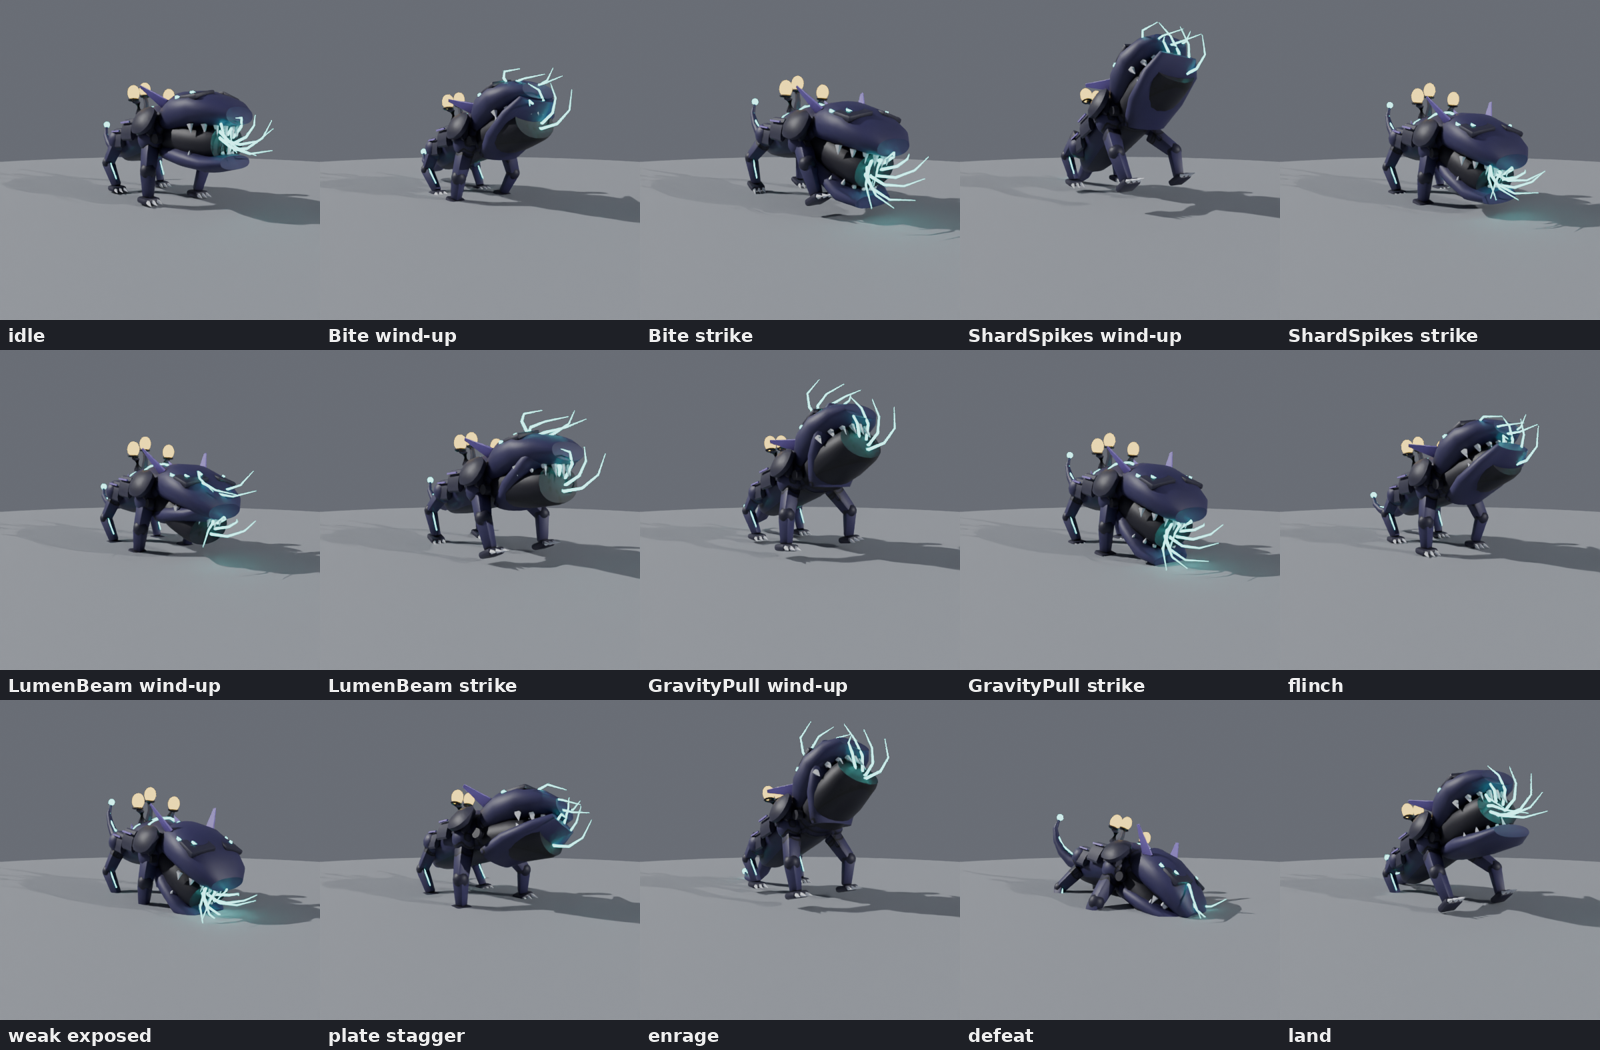 idle
Bite wind-up
Bite strike
ShardSpikes wind-up
ShardSpikes strike
LumenBeam wind-up
LumenBeam strike
GravityPull wind-up
GravityPull strike
flinch
weak exposed
plate stagger
enrage
defeat
land